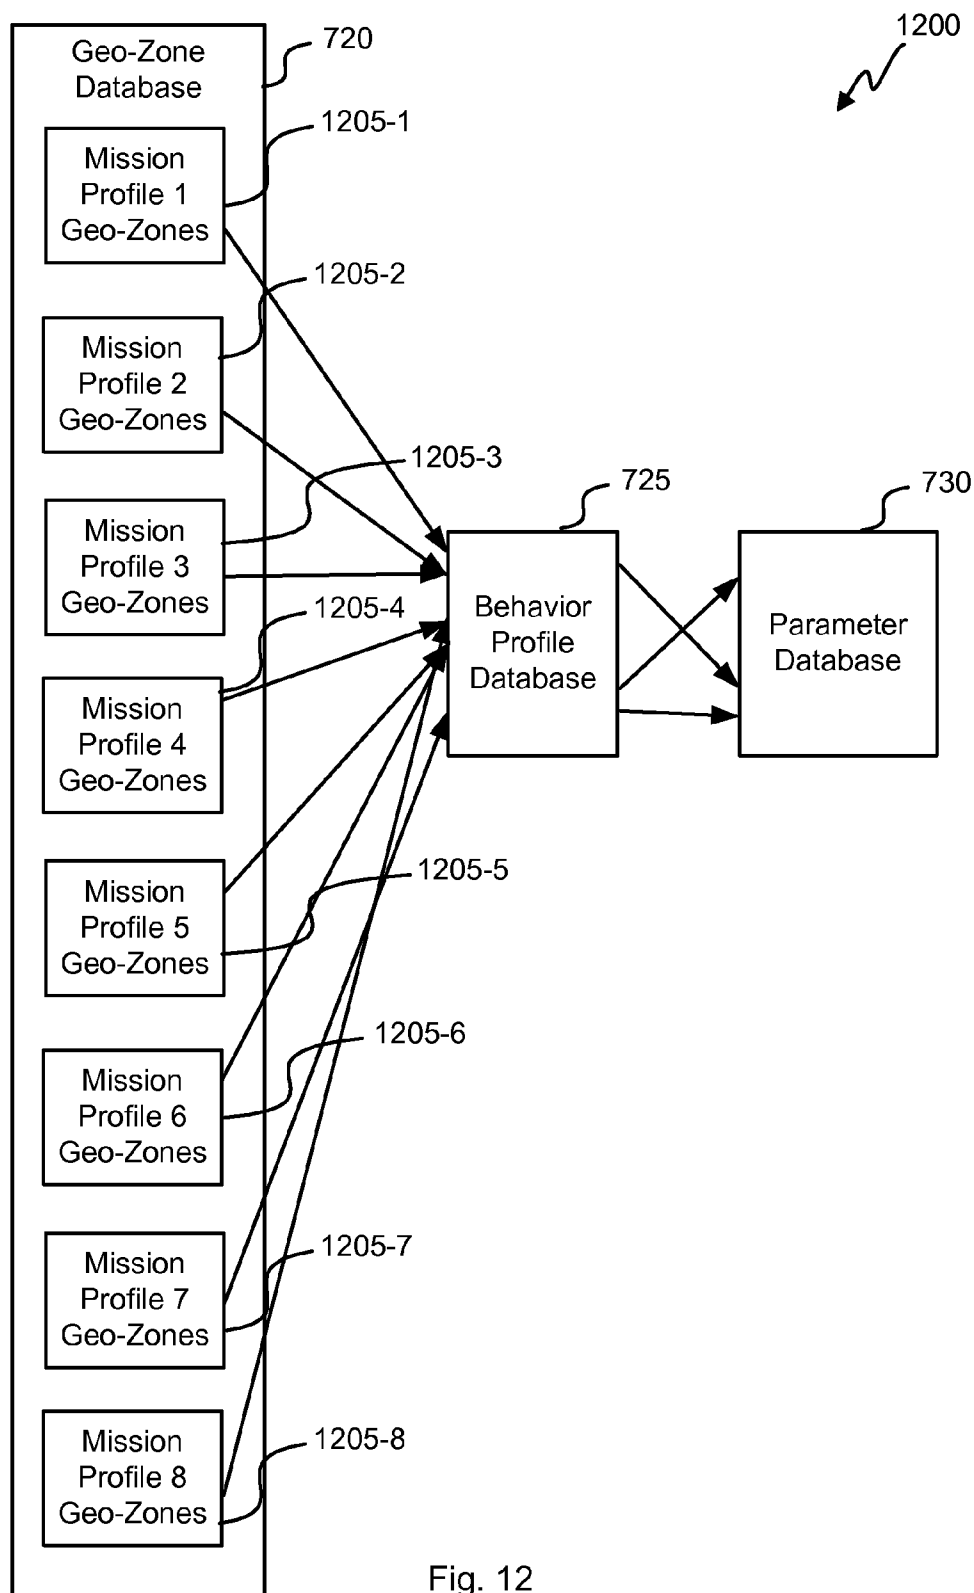 Geo-Zone
Database
720
1200
1205-1
Mission
Profile 1
Geo-Zones
1205-2
Mission
Profile 2
Geo-Zones
1205-3
Mission
Profile 3
Geo-Zones
725
730
Behavior
Profile
Database
Parameter
Database
1205-4
Mission
Profile 4
Geo-Zones
1205-5
Mission
Profile 5
Geo-Zones
1205-6
Mission
Profile 6
Geo-Zones
1205-7
Mission
Profile 7
Geo-Zones
1205-8
Mission
Profile 8
Geo-Zones
Fig. 12